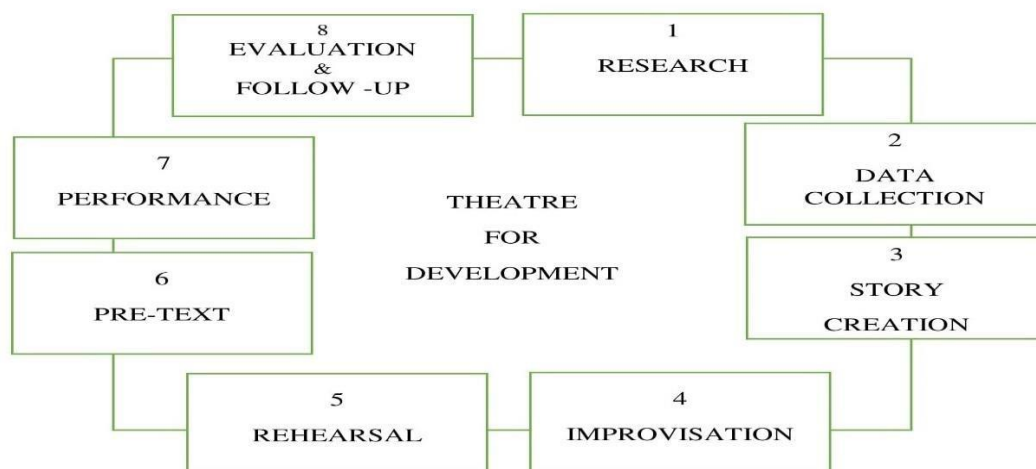 1
RESEARCH
2
DATA
COLLECTION
3
STORY
CREATION
4
IMPROVISATION
5
REHEARSAL
6
PRE-TEXT
7
PERFORMANCE
8
EVALUATION
&
FOLLOW -UP
THEATRE
FOR
DEVELOPMENT